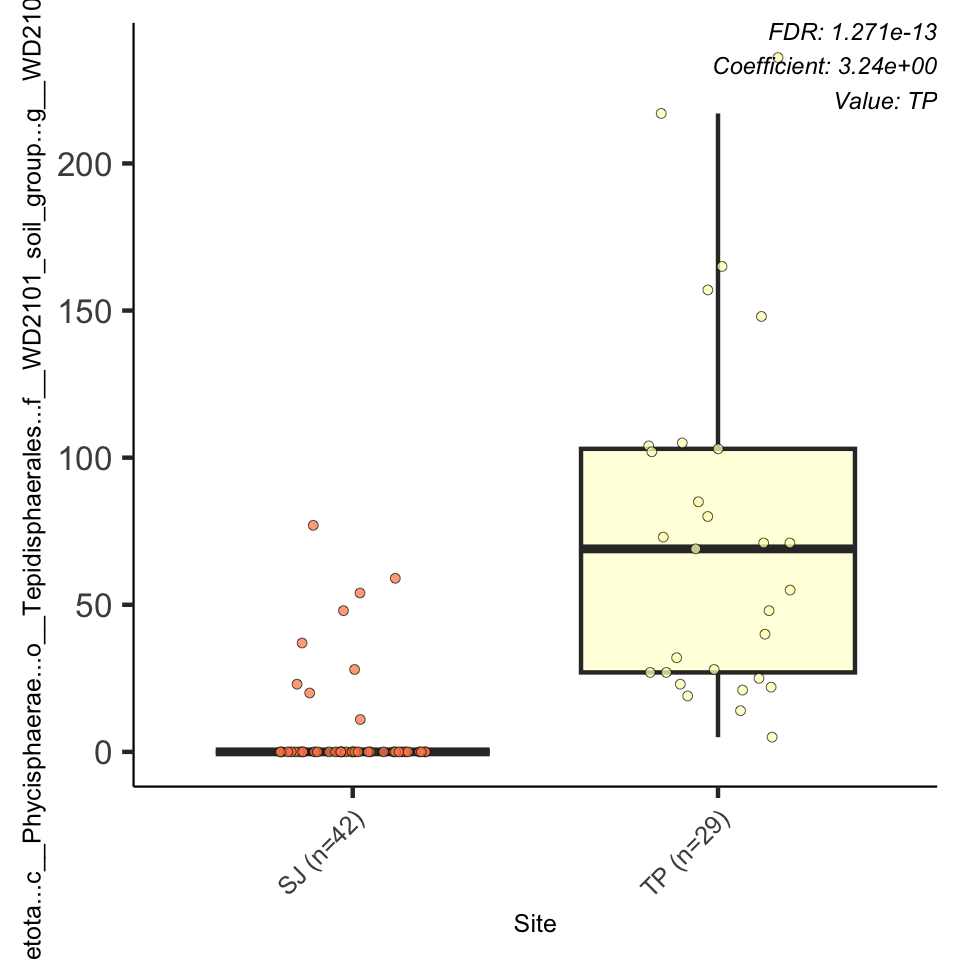 FDR: 1.271e-13
Coefficient: 3.24e+00
Value: TP
etota...c__Phycisphaerae...o__Tepidisphaerales...f__WD2101_soil_group...g__WD210
200
150
100
50
0
SJ (n=42)
TP (n=29)
Site